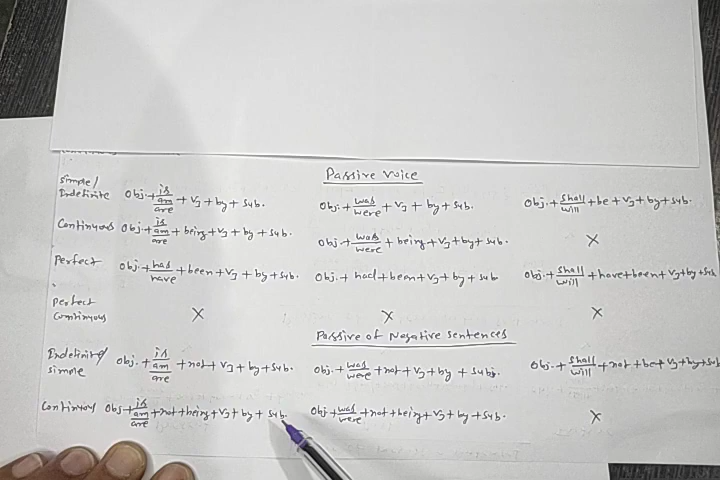 Passive voice
Simple/ Indefinite Obj. + is/am/are + V3 + by + Sub. Obj. + was/were + V3 + by + Sub. Obj. + Shall/will + be + V3 + by + Sub.
Continuous Obj + is/am/are + being + V3 + by + Sub. Obj. + was/were + being + V3 + by + Sub. X
Perfect Obj. + has/have + been + V3 + by + Sub. Obj. + had + been + V3 + by + Sub Obj. + Shall/will + have + been + V3 + by + Sub
Perfect Continuous X X X
Passive of Negative Sentences
Indefinite/ simple Obj. + is/am/are + not + V3 + by + Sub. Obj. + was/were + not + V3 + by + Subj. Obj. + Shall/will + not + be + V3 + by + Sub
Continuous Obj + is/am/are + not + being + V3 + by + Sub. Obj + was/were + not + being + V3 + by + Sub. X